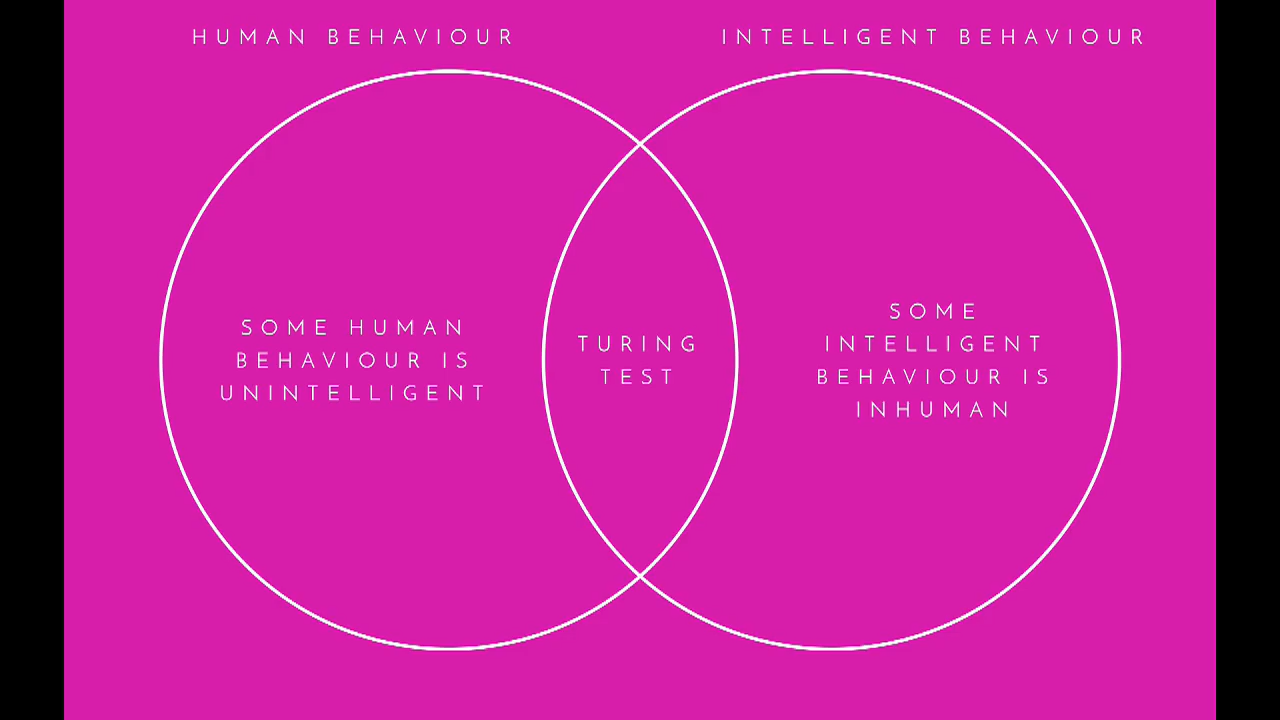 HUMAN BEHAVIOUR
INTELLIGENT BEHAVIOUR
SOME HUMAN
BEHAVIOUR IS
UNINTELLIGENT
TURING
TEST
SOME
INTELLIGENT
BEHAVIOUR IS
INHUMAN